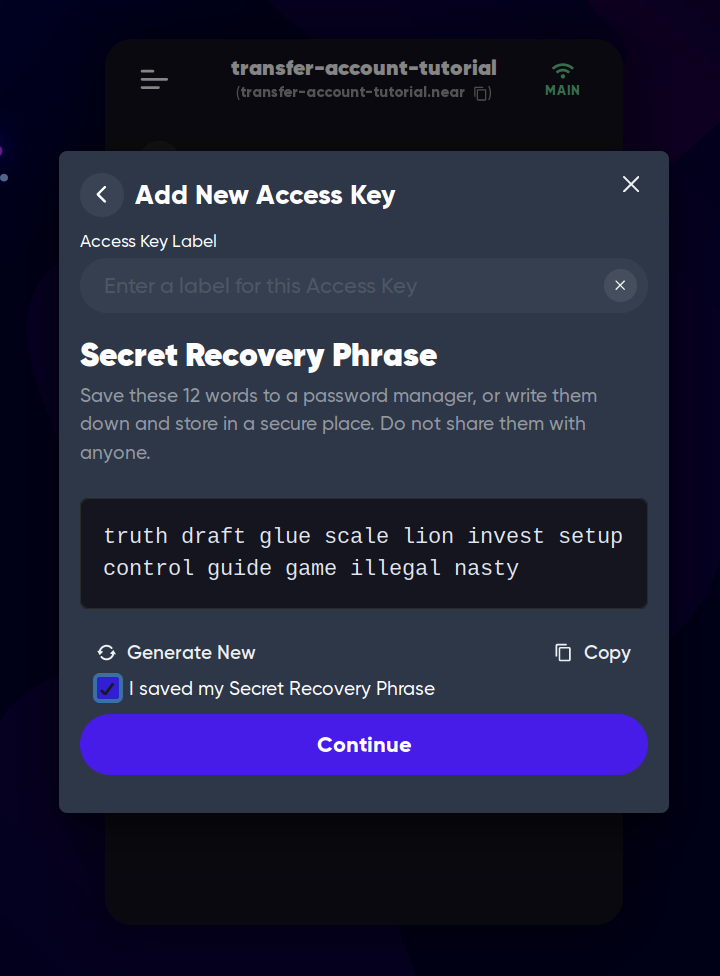 transfer-account-tutorial
(transfer-account-tutorial.near )
MAIN
Add New Access Key
Access Key Label
Enter a label for this Access Key
Secret Recovery Phrase
Save these 12 words to a password manager, or write them
down and store in a secure place. Do not share them with
anyone.
truth draft glue scale lion invest setup
control guide game illegal nasty
Generate New
Copy
I saved my Secret Recovery Phrase
Continue